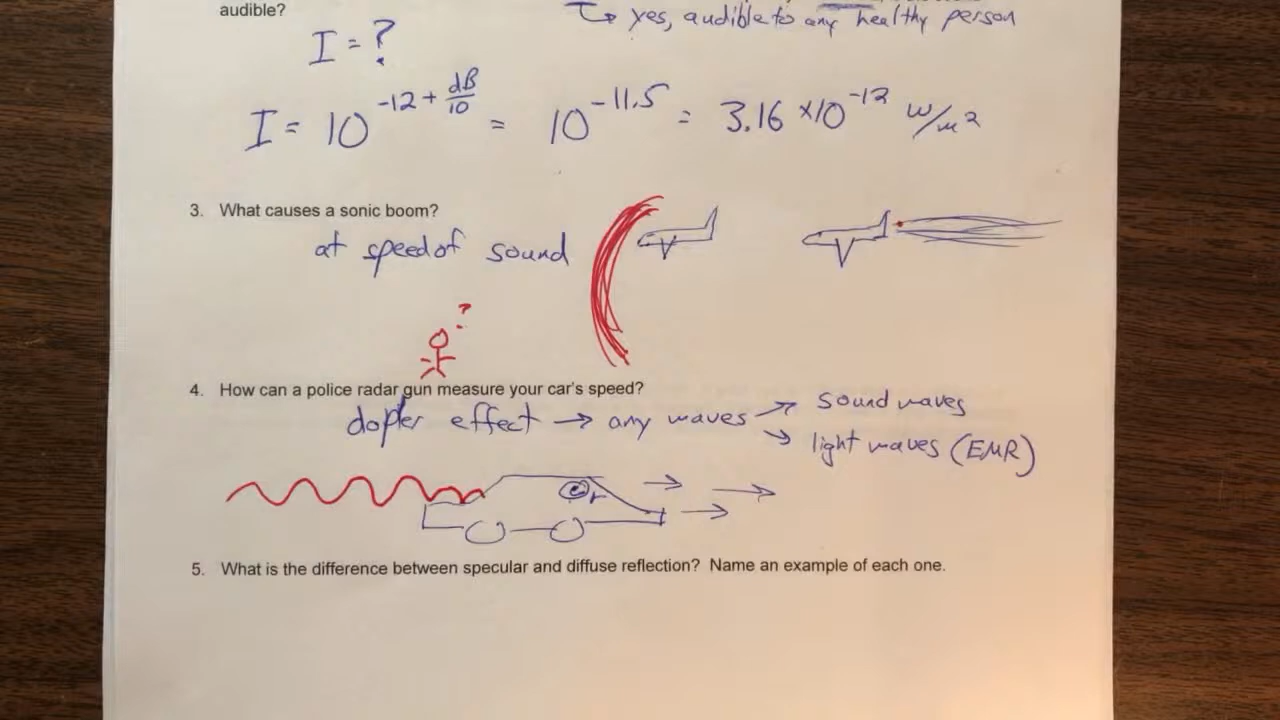 audible?
↳ yes, audible to any healthy person
I = ?
I = 10^(-12 + dB/10) = 10^(-11.5) = 3.16 × 10^(-12) W/m²
3. What causes a sonic boom?
at speed of sound
?
4. How can a police radar gun measure your car's speed?
dopler effect → any waves → sound waves
→ light waves (EMR)
5. What is the difference between specular and diffuse reflection? Name an example of each one.